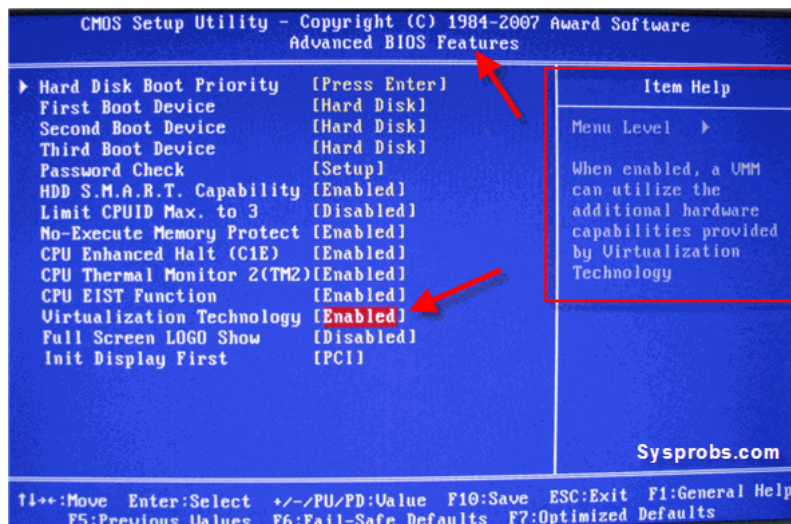 CMOS Setup Utility - Copyright (C) 1984-2007 Award Software
Advanced BIOS Features
Hard Disk Boot Priority [Press Enter]
First Boot Device [Hard Disk]
Second Boot Device [Hard Disk]
Third Boot Device [Hard Disk]
Password Check [Setup]
HDD S.M.A.R.T. Capability [Enabled]
Limit CPUID Max. to 3 [Disabled]
No-Execute Memory Protect [Enabled]
CPU Enhanced Halt (C1E) [Enabled]
CPU Thermal Monitor 2(TM2) [Enabled]
CPU EIST Function [Enabled]
Virtualization Technology [Enabled]
Full Screen LOGO Show [Disabled]
Init Display First [PCI]
Item Help
Menu Level
When enabled, a VMM
can utilize the
additional hardware
capabilities provided
by Virtualization
Technology
Sysprobs.com
↑↓→←:Move Enter:Select +/-/PU/PD:Value F10:Save ESC:Exit F1:General Help
F5:Previous Values F6:Fail-Safe Defaults F7:Optimized Defaults